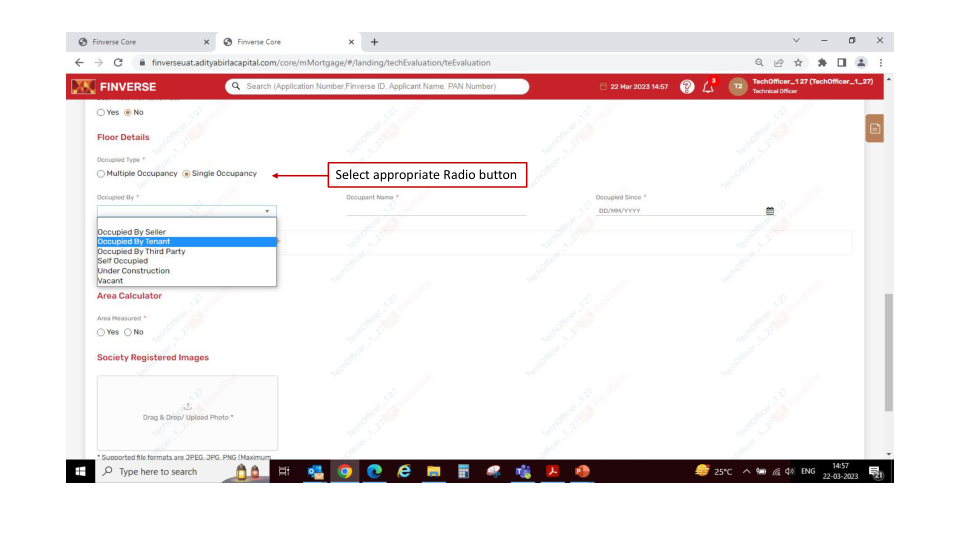 Finverse Core
Finverse Core
finverseuat.adityabirlacapital.com/core/mMortgage/#/landing/techEvaluation/teEvaluation
FINVERSE
Search (Application Number,Finverse ID, Applicant Name, PAN Number)
22 Mar 2023 14:57
3
T2
TechOfficer_1 27 (TechOfficer_1_27)
Technical Officer
Yes No
Floor Details
Occupied Type *
Multiple Occupancy Single Occupancy
Select appropriate Radio button
Occupied By *
Occupant Name *
Occupied Since *
DD/MM/YYYY
Occupied By Seller
Occupied By Tenant
Occupied By Third Party
Self Occupied
Under Construction
Vacant
Area Calculator
Area Measured *
Yes No
Society Registered Images
Drag & Drop/ Upload Photo *
* Supported file formats are JPEG, JPG, PNG (Maximum
Type here to search
25°C
ENG
14:57
22-03-2023
21